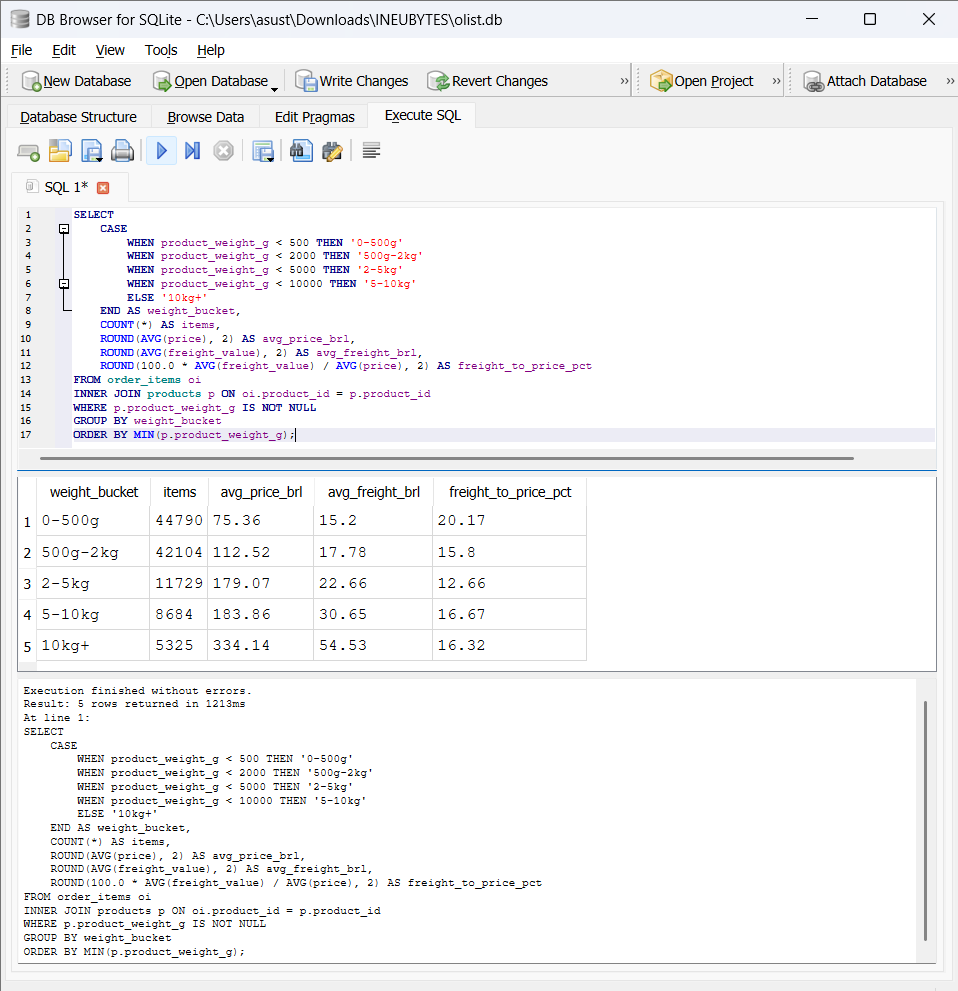 DB Browser for SQLite - C:\Users\asust\Downloads\INEUBYTES\olist.db
File Edit View Tools Help
New Database Open Database Write Changes Revert Changes » Open Project » Attach Database »
Database Structure Browse Data Edit Pragmas Execute SQL
SQL 1*
1 SELECT
2 CASE
3 WHEN product_weight_g < 500 THEN '0-500g'
4 WHEN product_weight_g < 2000 THEN '500g-2kg'
5 WHEN product_weight_g < 5000 THEN '2-5kg'
6 WHEN product_weight_g < 10000 THEN '5-10kg'
7 ELSE '10kg+'
8 END AS weight_bucket,
9 COUNT(*) AS items,
10 ROUND(AVG(price), 2) AS avg_price_brl,
11 ROUND(AVG(freight_value), 2) AS avg_freight_brl,
12 ROUND(100.0 * AVG(freight_value) / AVG(price), 2) AS freight_to_price_pct
13 FROM order_items oi
14 INNER JOIN products p ON oi.product_id = p.product_id
15 WHERE p.product_weight_g IS NOT NULL
16 GROUP BY weight_bucket
17 ORDER BY MIN(p.product_weight_g);
weight_bucket items avg_price_brl avg_freight_brl freight_to_price_pct
1 0-500g 44790 75.36 15.2 20.17
2 500g-2kg 42104 112.52 17.78 15.8
3 2-5kg 11729 179.07 22.66 12.66
4 5-10kg 8684 183.86 30.65 16.67
5 10kg+ 5325 334.14 54.53 16.32
Execution finished without errors.
Result: 5 rows returned in 1213ms
At line 1:
SELECT
CASE
WHEN product_weight_g < 500 THEN '0-500g'
WHEN product_weight_g < 2000 THEN '500g-2kg'
WHEN product_weight_g < 5000 THEN '2-5kg'
WHEN product_weight_g < 10000 THEN '5-10kg'
ELSE '10kg+'
END AS weight_bucket,
COUNT(*) AS items,
ROUND(AVG(price), 2) AS avg_price_brl,
ROUND(AVG(freight_value), 2) AS avg_freight_brl,
ROUND(100.0 * AVG(freight_value) / AVG(price), 2) AS freight_to_price_pct
FROM order_items oi
INNER JOIN products p ON oi.product_id = p.product_id
WHERE p.product_weight_g IS NOT NULL
GROUP BY weight_bucket
ORDER BY MIN(p.product_weight_g);